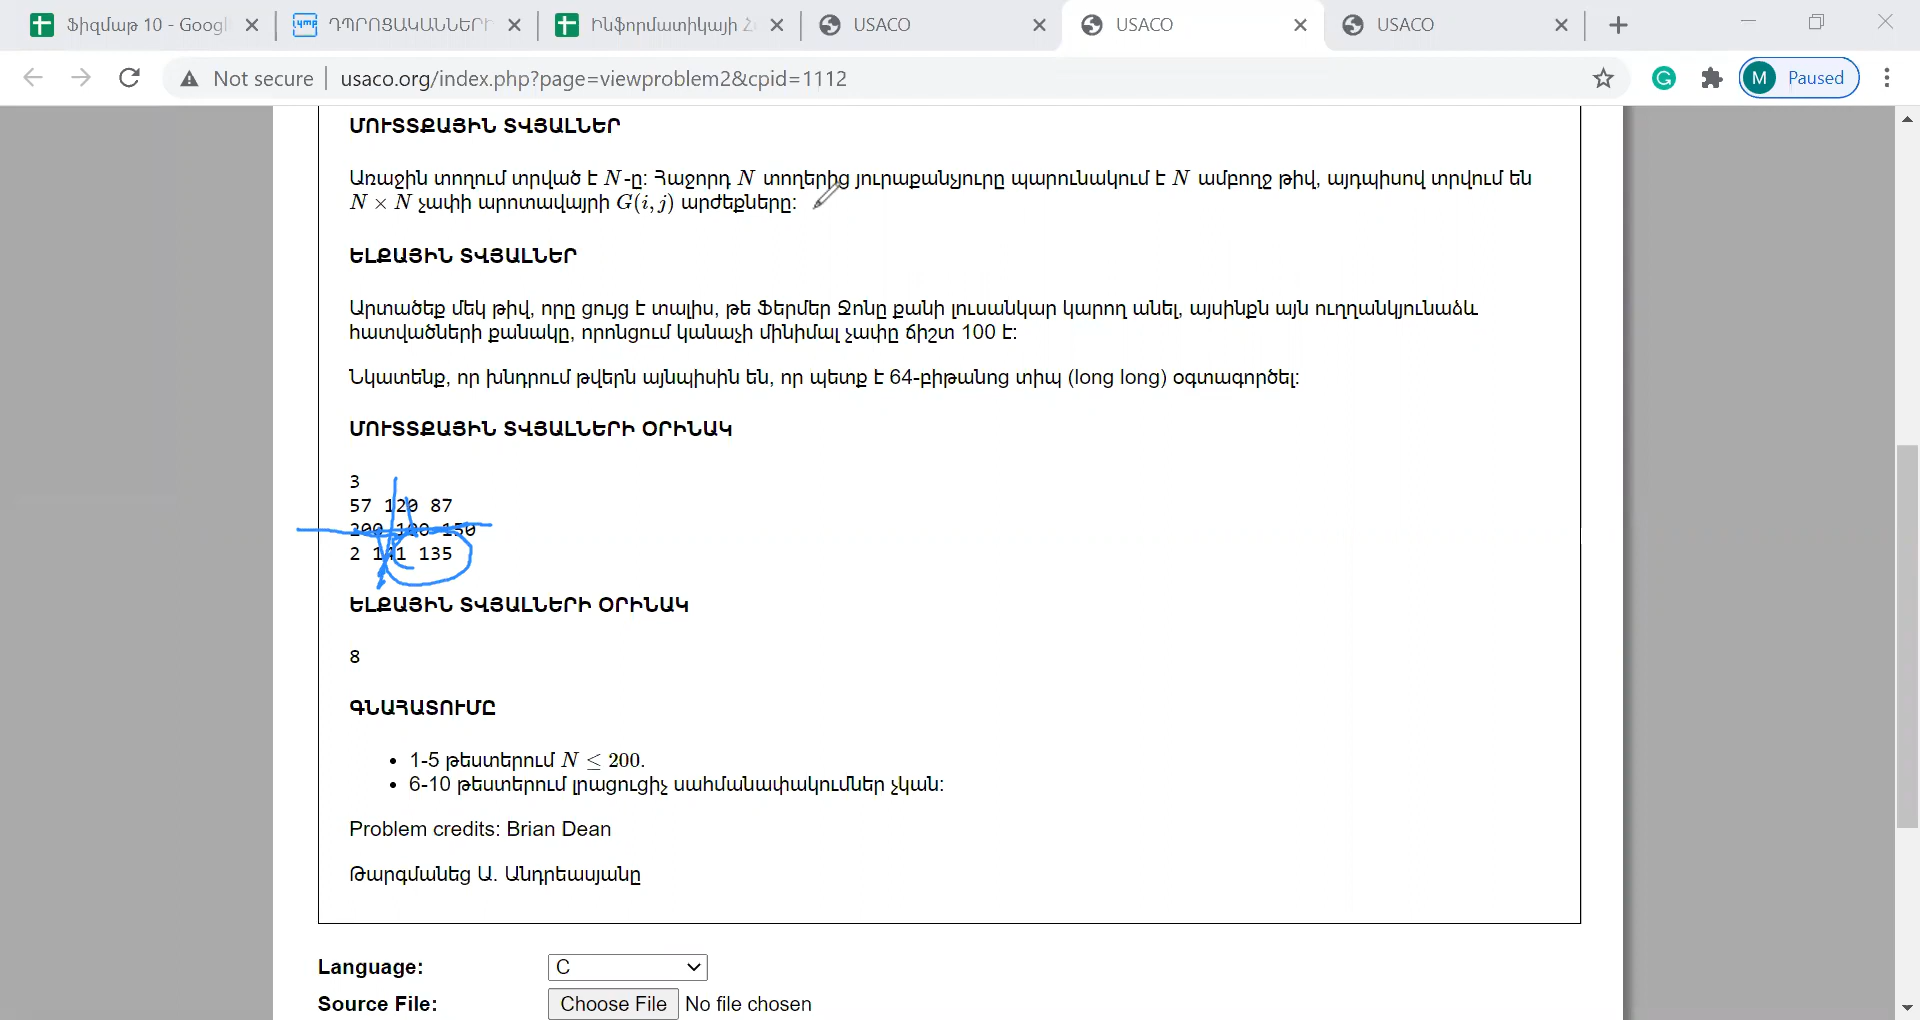 Ֆիզմաթ 10 - Googl
ԴՊՐՈՑԱԿԱՆՆԵՐԻ
Ինֆորմատիկայի
USACO
USACO
USACO
Not secure
usaco.org/index.php?page=viewproblem2&cpid=1112
M Paused
ՄՈՒՏՏՔԱՅԻՆ ՏՎՅԱԼՆԵՐ
Առաջին տողում տրված է N-ը: Հաջորդ N տողերից յուրաքանչյուրը պարունակում է N ամբողջ թիվ, այդպիսով տրվում են
N × N չափի արոտավայրի G(i, j) արժեքները:
ԵԼՔԱՅԻՆ ՏՎՅԱԼՆԵՐ
Արտածեք մեկ թիվ, որը ցույց է տալիս, թե Ֆերմեր Ջոնը քանի լուսանկար կարող անել, այսինքն այն ուղղանկյունաձև
հատվածների քանակը, որոնցում կանաչի մինիմալ չափը ճիշտ 100 է:
Նկատենք, որ խնդրում թվերն այնպիսին են, որ պետք է 64-բիթանոց տիպ (long long) օգտագործել:
ՄՈՒՏՏՔԱՅԻՆ ՏՎՅԱԼՆԵՐԻ ՕՐԻՆԱԿ
3
57 120 87
200 100 150
2 141 135
ԵԼՔԱՅԻՆ ՏՎՅԱԼՆԵՐԻ ՕՐԻՆԱԿ
8
ԳՆԱՀԱՏՈՒՄԸ
• 1-5 թեստերում N ≤ 200.
• 6-10 թեստերում լրացուցիչ սահմանափակումներ չկան:
Problem credits: Brian Dean
Թարգմանեց Ա. Անդրեասյանը
Language: C
Source File: Choose File No file chosen